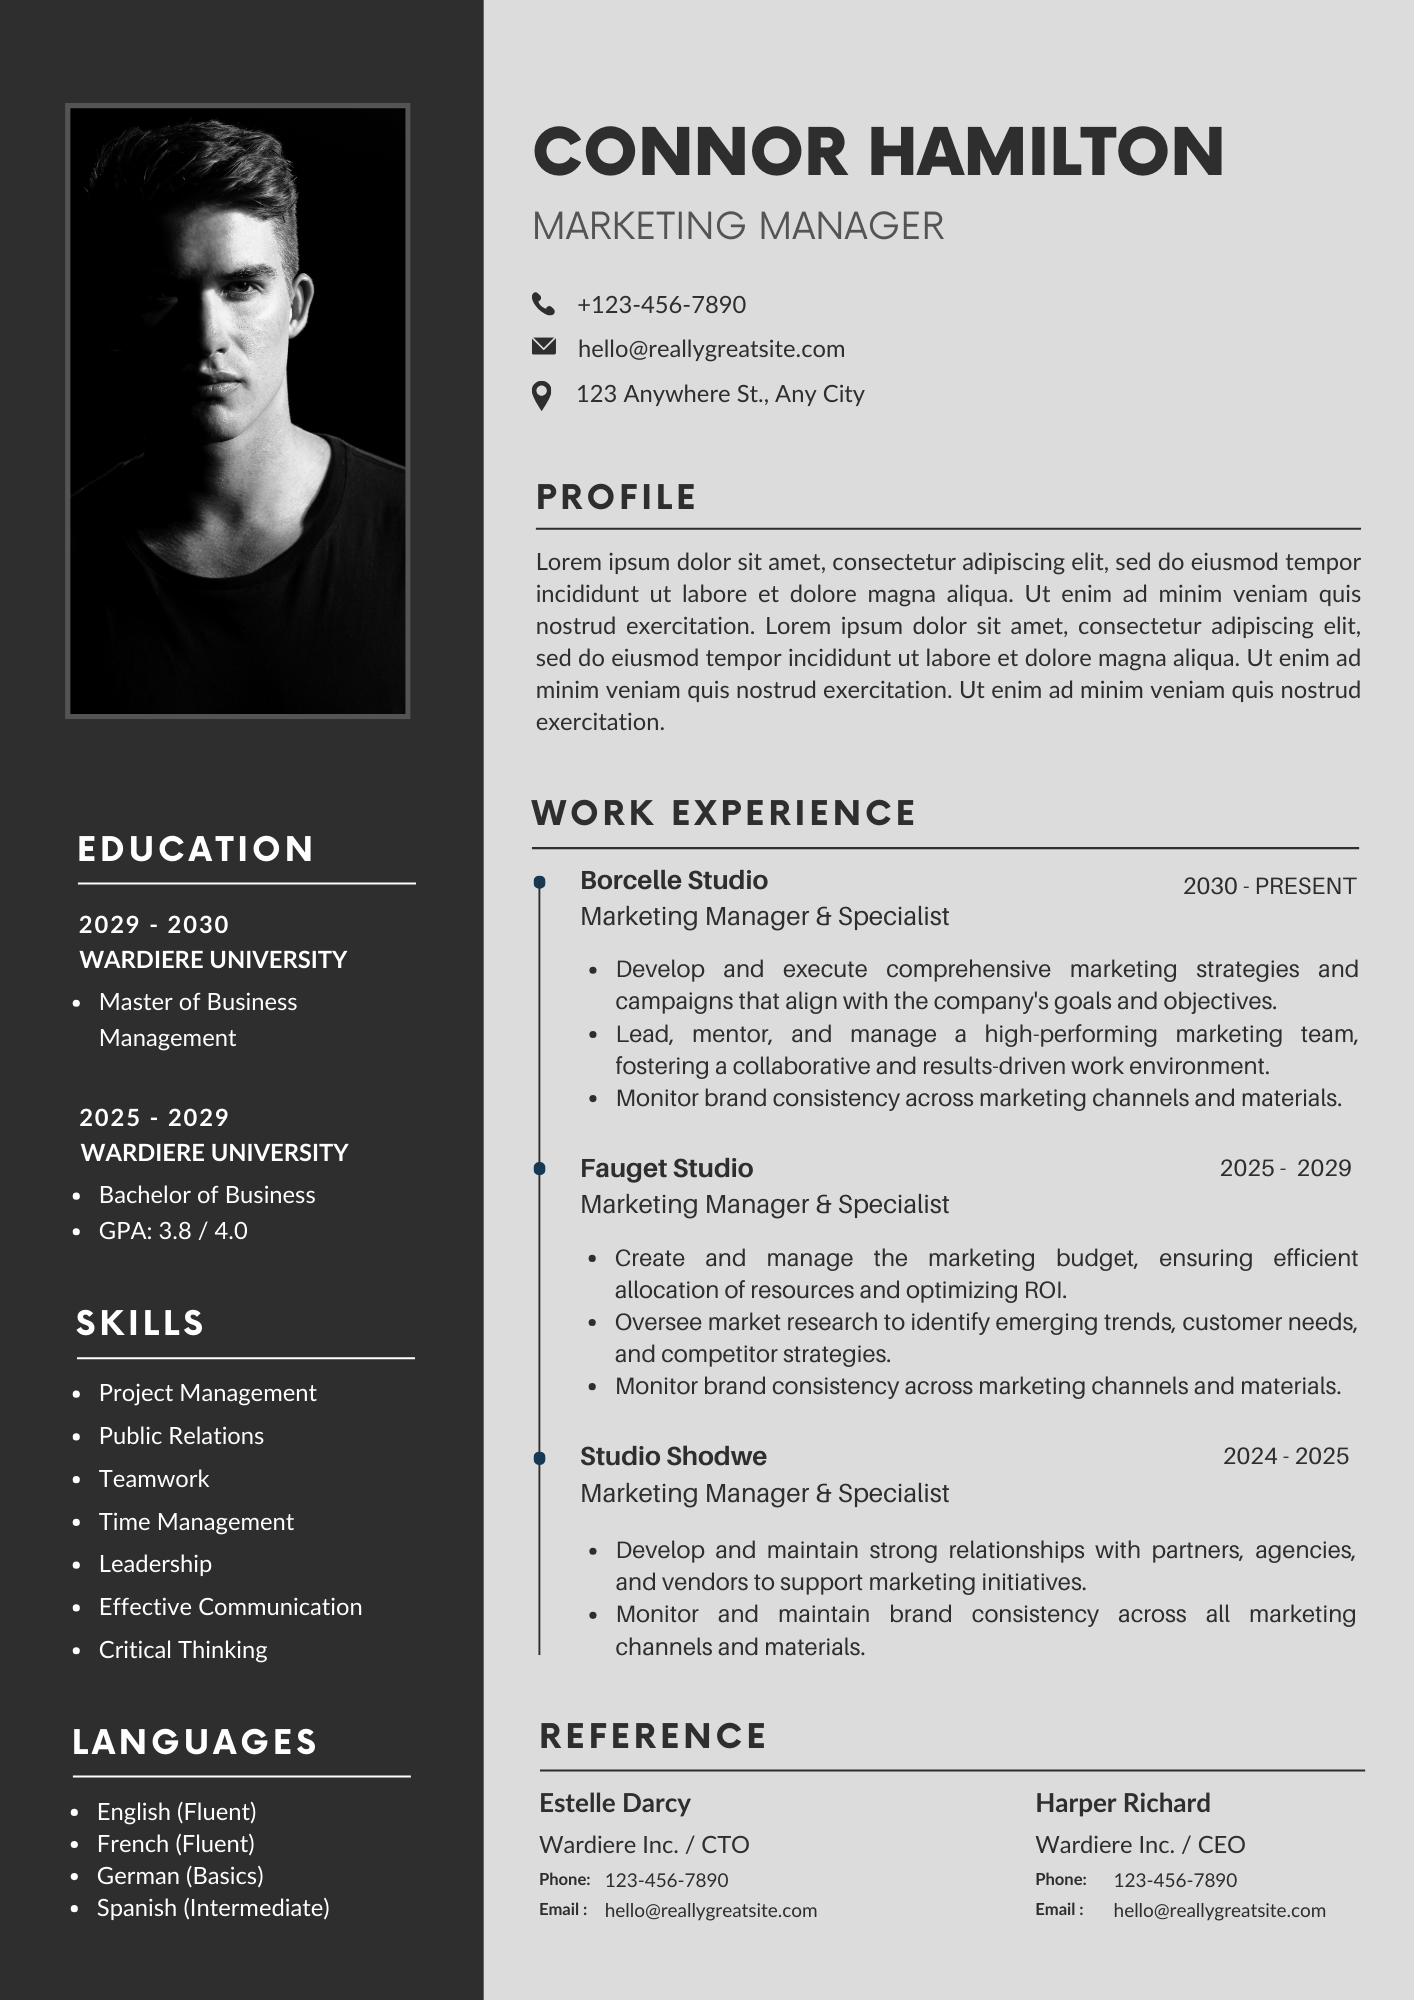 CONNOR HAMILTON
MARKETING MANAGER
+123-456-7890
hello@reallygreatsite.com
123 Anywhere St., Any City
PROFILE
Lorem ipsum dolor sit amet, consectetur adipiscing elit, sed do eiusmod tempor
incididunt ut labore et dolore magna aliqua. Ut enim ad minim veniam quis
nostrud exercitation. Lorem ipsum dolor sit amet, consectetur adipiscing elit,
sed do eiusmod tempor incididunt ut labore et dolore magna aliqua. Ut enim ad
minim veniam quis nostrud exercitation. Ut enim ad minim veniam quis nostrud
exercitation.
WORK EXPERIENCE
Borcelle Studio
2030 - PRESENT
Marketing Manager & Specialist
• Develop and execute comprehensive marketing strategies and
campaigns that align with the company's goals and objectives.
• Lead, mentor, and manage a high-performing marketing team,
fostering a collaborative and results-driven work environment.
• Monitor brand consistency across marketing channels and materials.
Fauget Studio
2025 - 2029
Marketing Manager & Specialist
• Create and manage the marketing budget, ensuring efficient
allocation of resources and optimizing ROI.
• Oversee market research to identify emerging trends, customer needs,
and competitor strategies.
• Monitor brand consistency across marketing channels and materials.
Studio Shodwe
2024 - 2025
Marketing Manager & Specialist
• Develop and maintain strong relationships with partners, agencies,
and vendors to support marketing initiatives.
• Monitor and maintain brand consistency across all marketing
channels and materials.
REFERENCE
Estelle Darcy
Wardiere Inc. / CTO
Phone: 123-456-7890
Email : hello@reallygreatsite.com
Harper Richard
Wardiere Inc. / CEO
Phone: 123-456-7890
Email : hello@reallygreatsite.com
EDUCATION
2029 - 2030
WARDIERE UNIVERSITY
• Master of Business
Management
2025 - 2029
WARDIERE UNIVERSITY
• Bachelor of Business
• GPA: 3.8 / 4.0
SKILLS
• Project Management
• Public Relations
• Teamwork
• Time Management
• Leadership
• Effective Communication
• Critical Thinking
LANGUAGES
• English (Fluent)
• French (Fluent)
• German (Basics)
• Spanish (Intermediate)